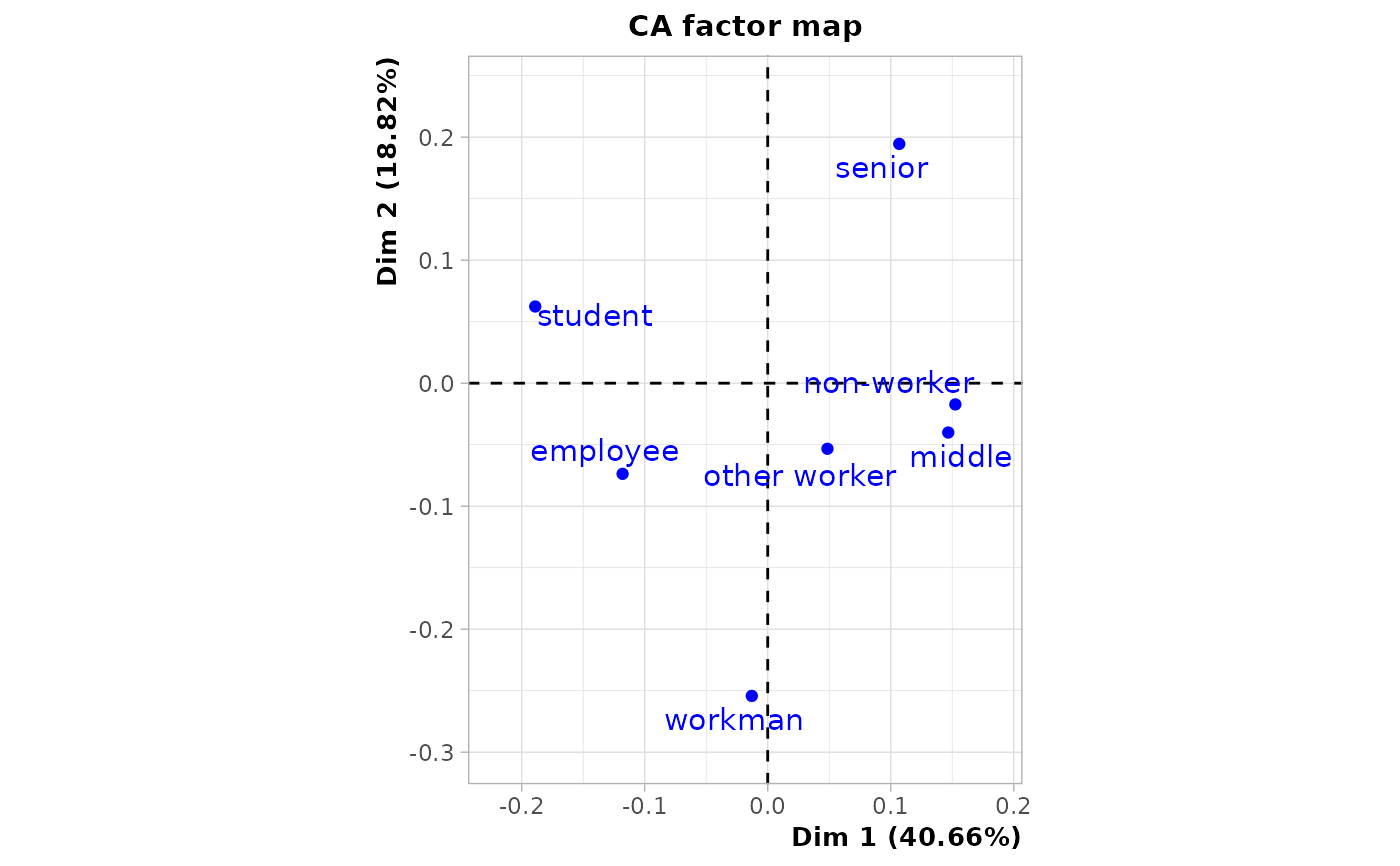 CA factor map
Dim 2 (18.82%)
0.2
0.1
0.0
-0.1
-0.2
-0.3
senior
student
non-worker
employee
middle
other worker
workman
-0.2
-0.1
0.0
0.1
0.2
Dim 1 (40.66%)